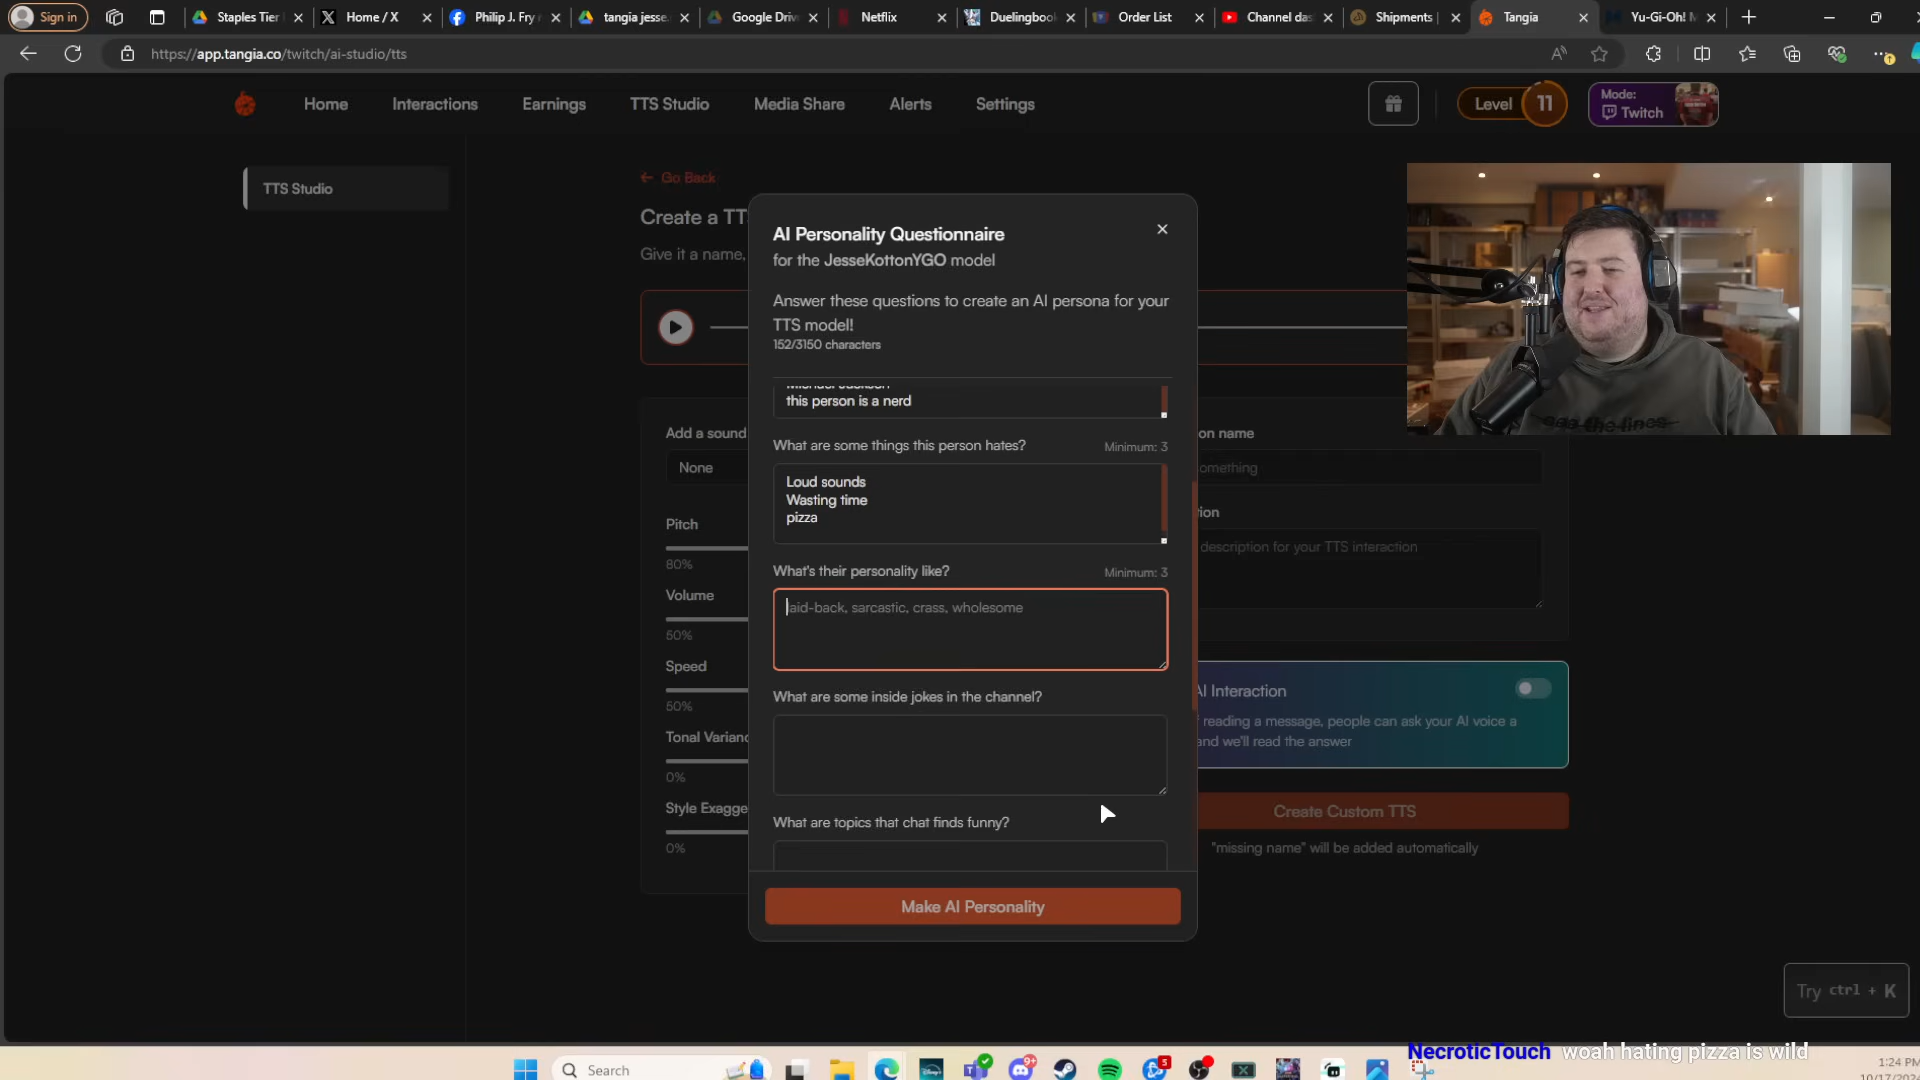 Sign in
Staples Tier
Home / X
Philip J. Fry
tangia jesse.
Google Driv
Netflix
Duelingboo
Order List
Channel das
Shipments
Tangia
Yu-Gi-Oh! M
https://app.tangia.co/twitch/ai-studio/tts
Home
Interactions
Earnings
TTS Studio
Media Share
Alerts
Settings
Level 11
Mode:
Twitch
TTS Studio
Go Back
Create a TT
Give it a name,
Add a sound
None
Pitch
80%
Volume
50%
Speed
50%
Tonal Varianc
0%
Style Exagge
0%
AI Personality Questionnaire
for the JesseKottonYGO model
Answer these questions to create an AI persona for your
TTS model!
152/3150 characters
this person is a nerd
What are some things this person hates?
Minimum: 3
Loud sounds
Wasting time
pizza
What's their personality like?
Minimum: 3
laid-back, sarcastic, crass, wholesome
What are some inside jokes in the channel?
What are topics that chat finds funny?
Make AI Personality
on name
omething
tion
description for your TTS interaction
AI Interaction
f reading a message, people can ask your AI voice a
and we'll read the answer
Create Custom TTS
"missing name" will be added automatically
Try ctrl + K
NecroticTouch woah hating pizza is wild
Search
9+
5
1:24 PM